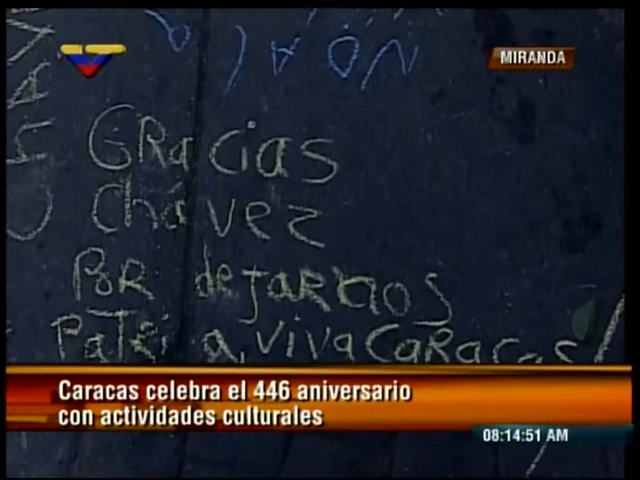 MIRANDA
GRacias
Chávez
POR deJARNOS
PatRia, viva CaRacas
Caracas celebra el 446 aniversario
con actividades culturales
08:14:51 AM